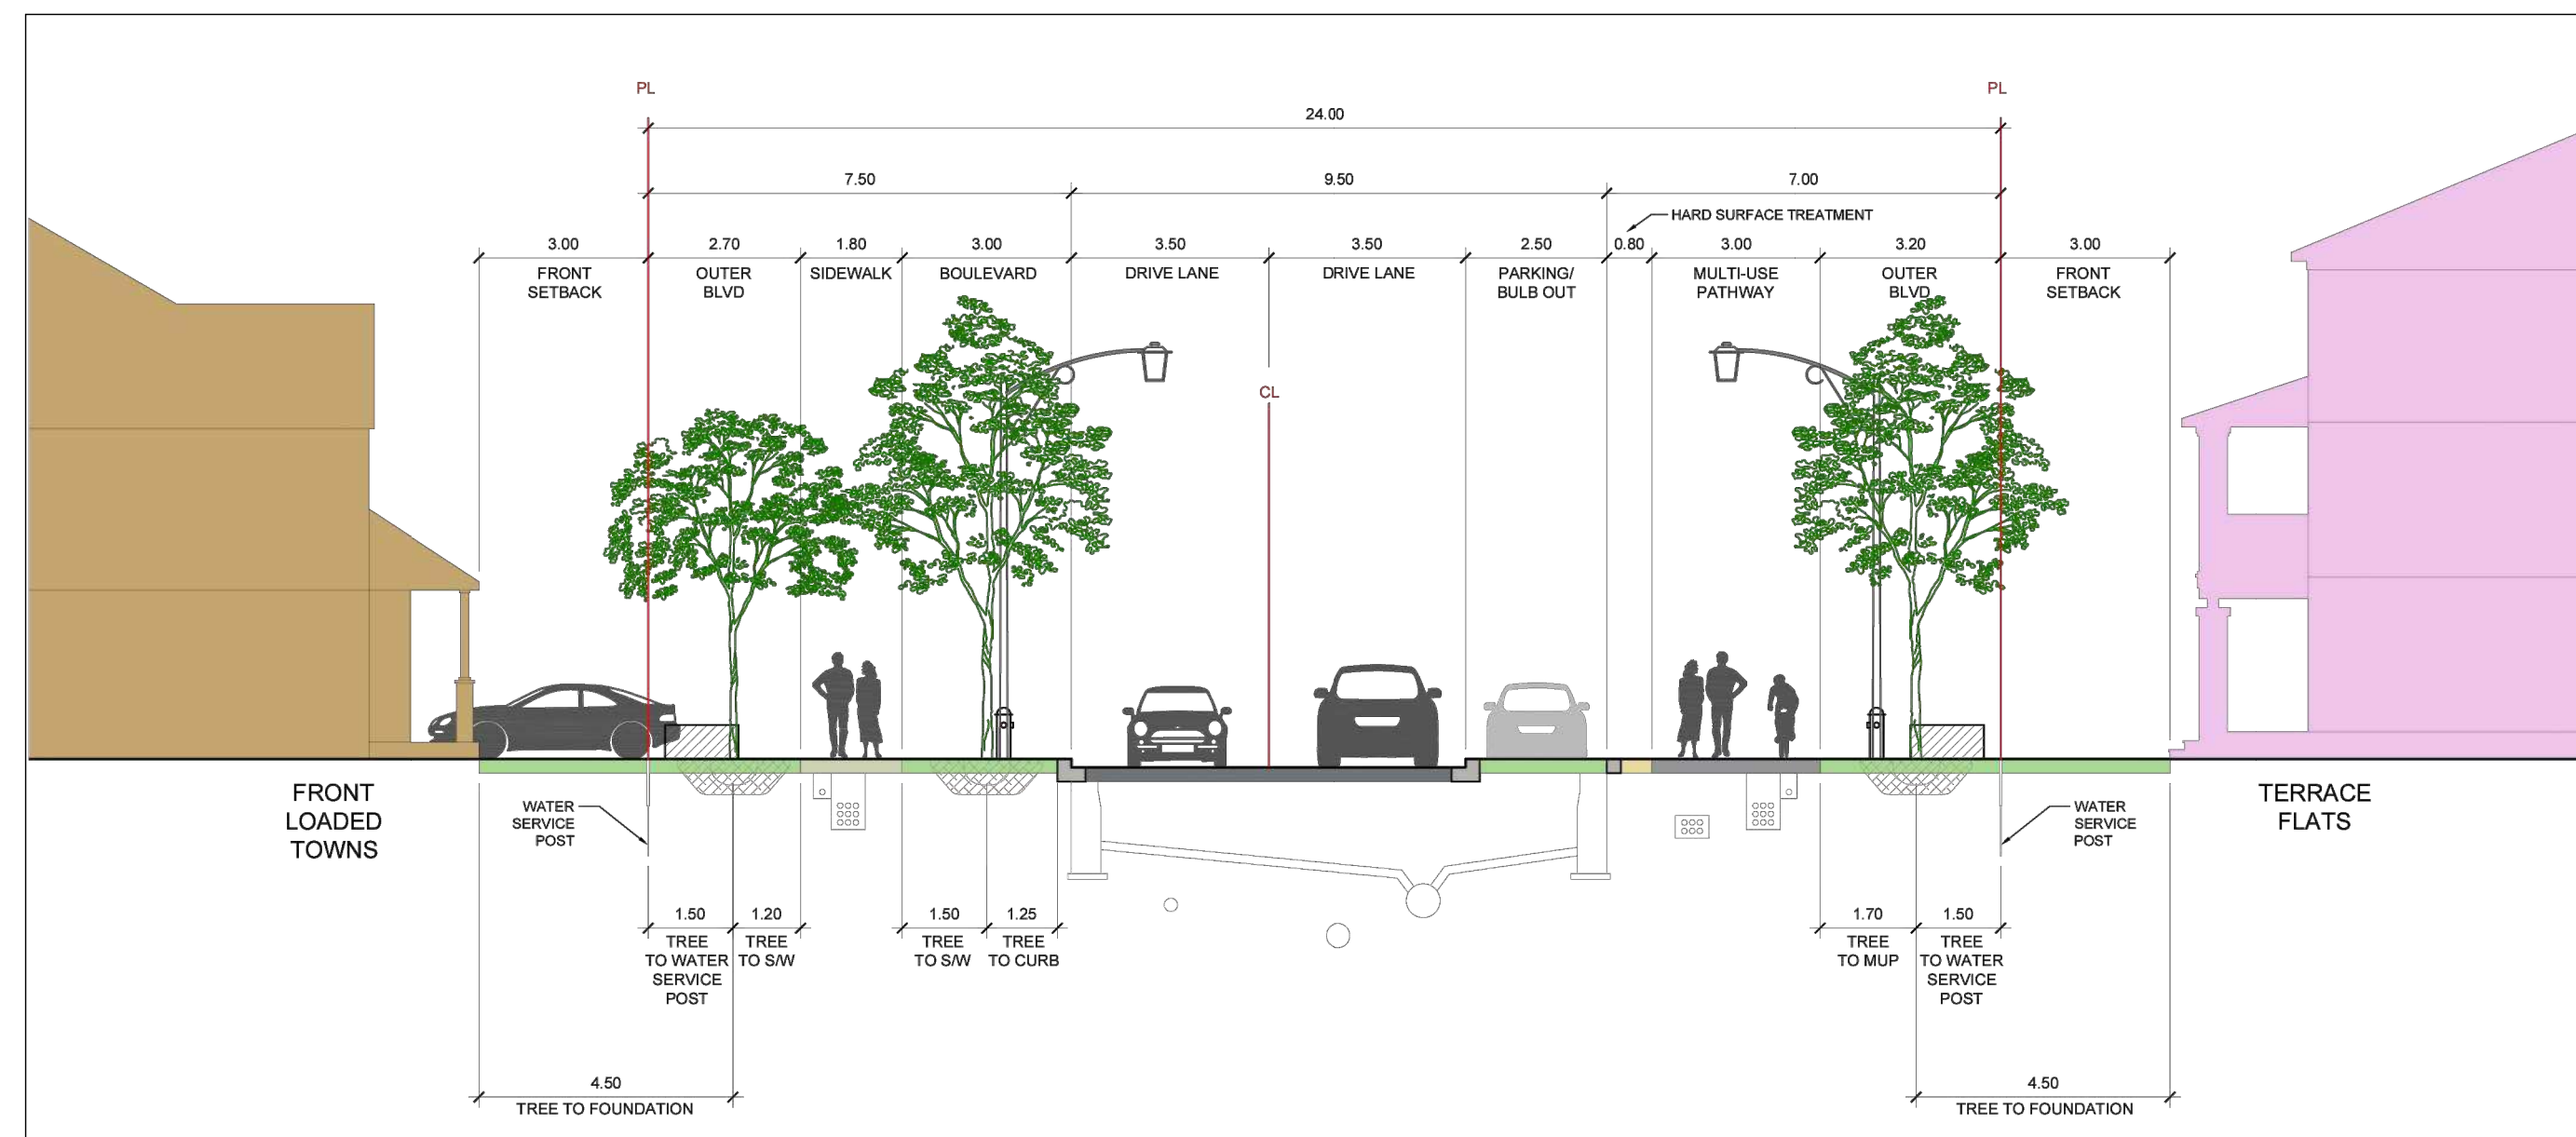 PL
PL
24.00
7.50
9.50
7.00
HARD SURFACE TREATMENT
3.00
2.70
1.80
3.00
3.50
3.50
2.50
0.80
3.00
3.20
3.00
FRONT
SETBACK
OUTER
BLVD
SIDEWALK
BOULEVARD
DRIVE LANE
DRIVE LANE
PARKING/
BULB OUT
MULTI-USE
PATHWAY
OUTER
BLVD
FRONT
SETBACK
CL
FRONT
LOADED
TOWNS
WATER
SERVICE
POST
WATER
SERVICE
POST
TERRACE
FLATS
1.50
1.20
1.50
1.25
1.70
1.50
TREE
TO WATER
SERVICE
POST
TREE
TO S/W
TREE
TO S/W
TREE
TO CURB
TREE
TO MUP
TREE
TO WATER
SERVICE
POST
4.50
TREE TO FOUNDATION
4.50
TREE TO FOUNDATION